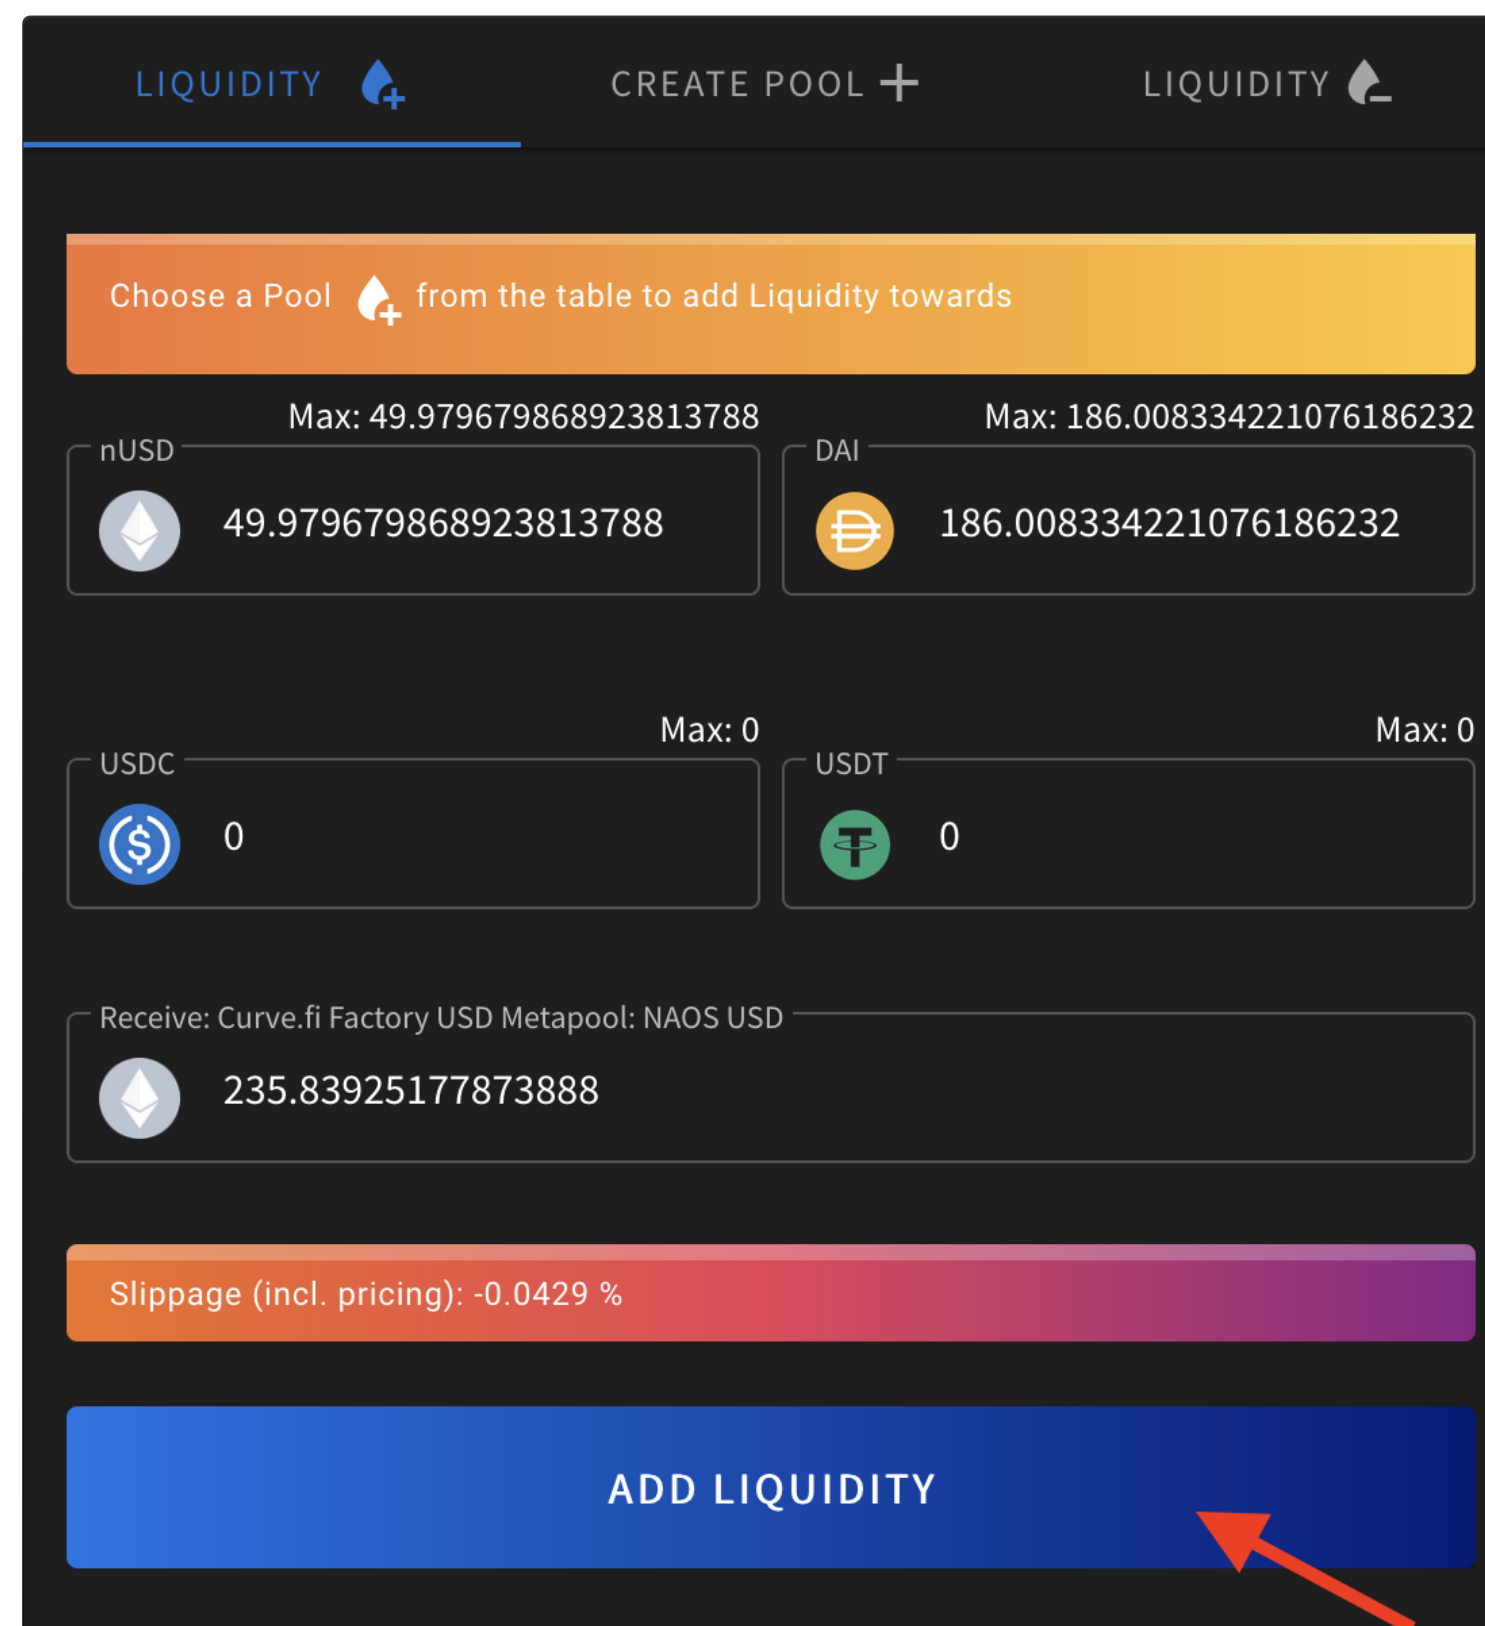 LIQUIDITY CREATE POOL LIQUIDITY
Choose a Pool from the table to add Liquidity towards
Max: 49.979679868923813788 Max: 186.008334221076186232
nUSD DAI
49.979679868923813788 186.008334221076186232
Max: 0 Max: 0
USDC USDT
0 0
Receive: Curve.fi Factory USD Metapool: NAOS USD
235.83925177873888
Slippage (incl. pricing): -0.0429 %
ADD LIQUIDITY